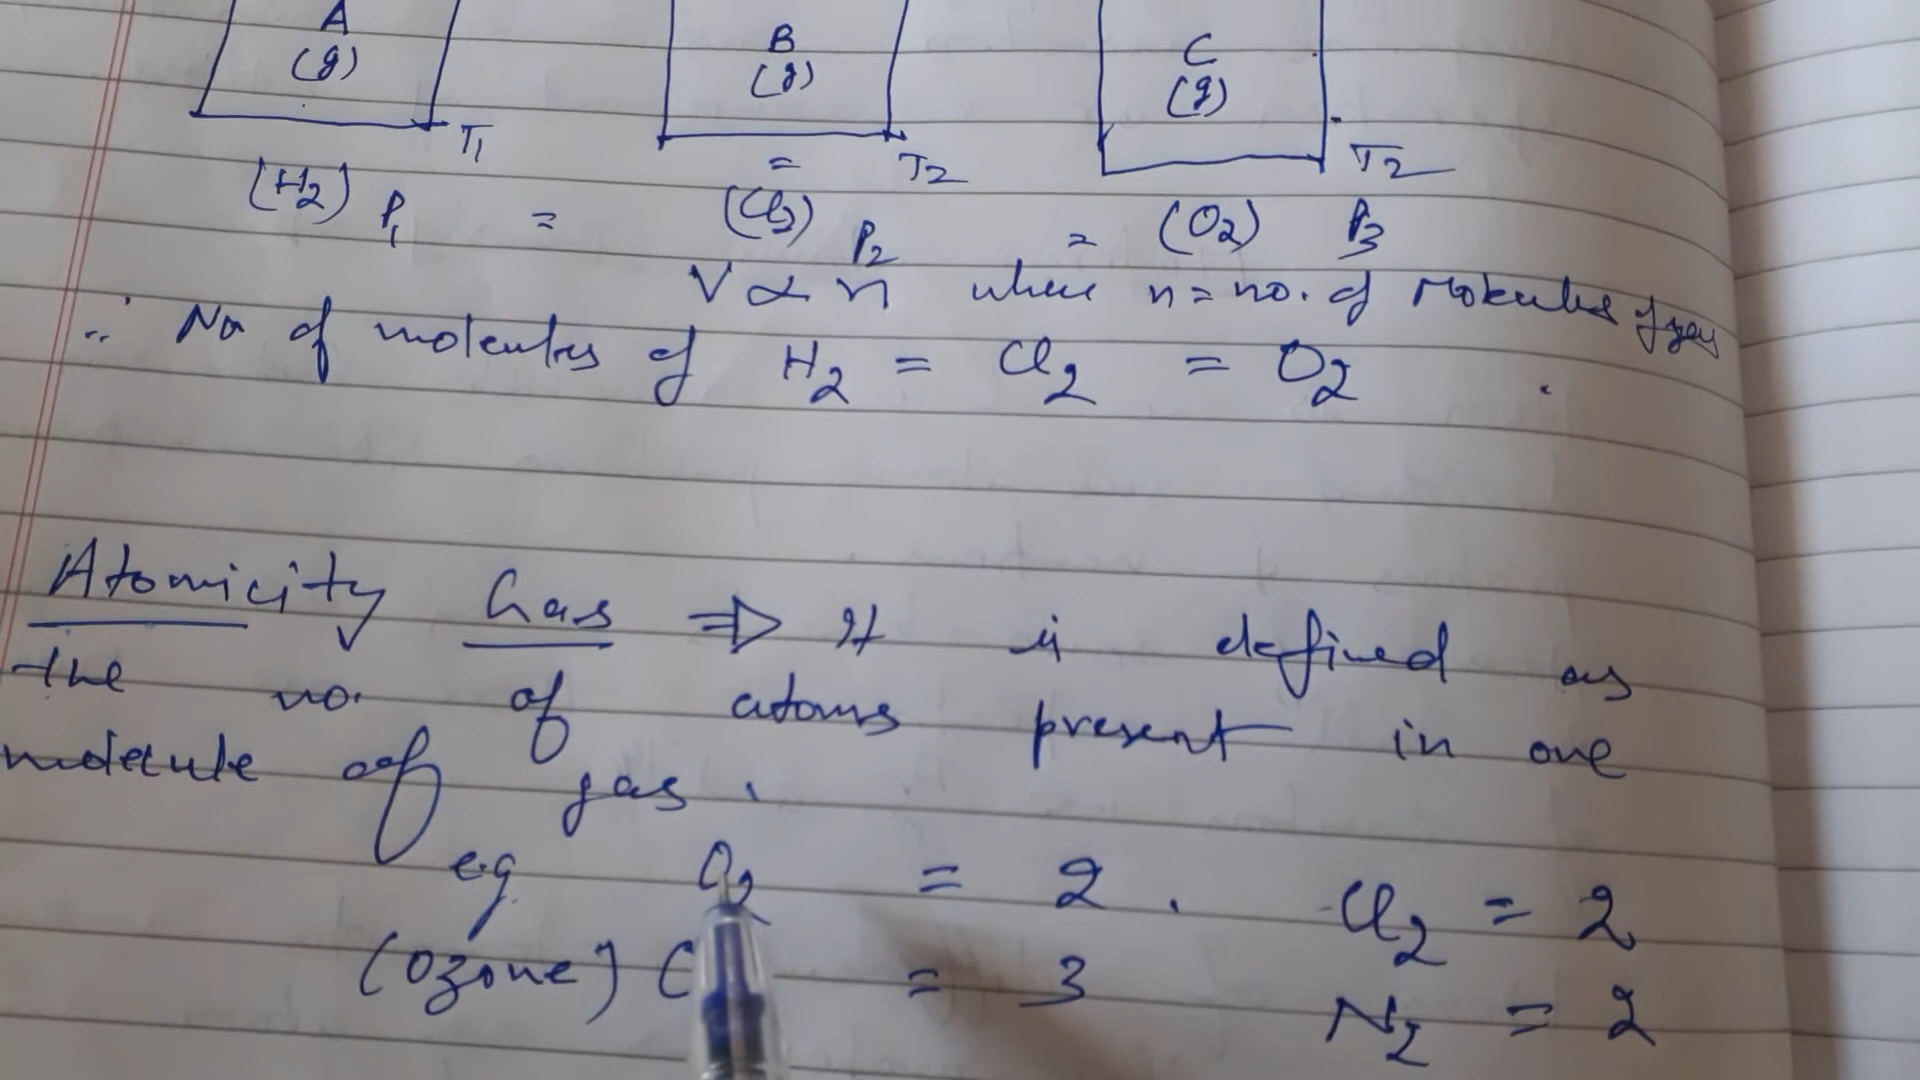 A B C
(g) (g) (g)
T1 = T2 T2
(H2) P1 = (Cl2) P2 = (O2) P3
V ∝ n where n = no. of Molecules of gas
∴ No of molecules of H2 = Cl2 = O2
Atomicity Gas ⇒ It is defined as
the no. of atoms present in one
molecule of gas.
eg O2 = 2. Cl2 = 2
(Ozone) = 3 N2 = 2